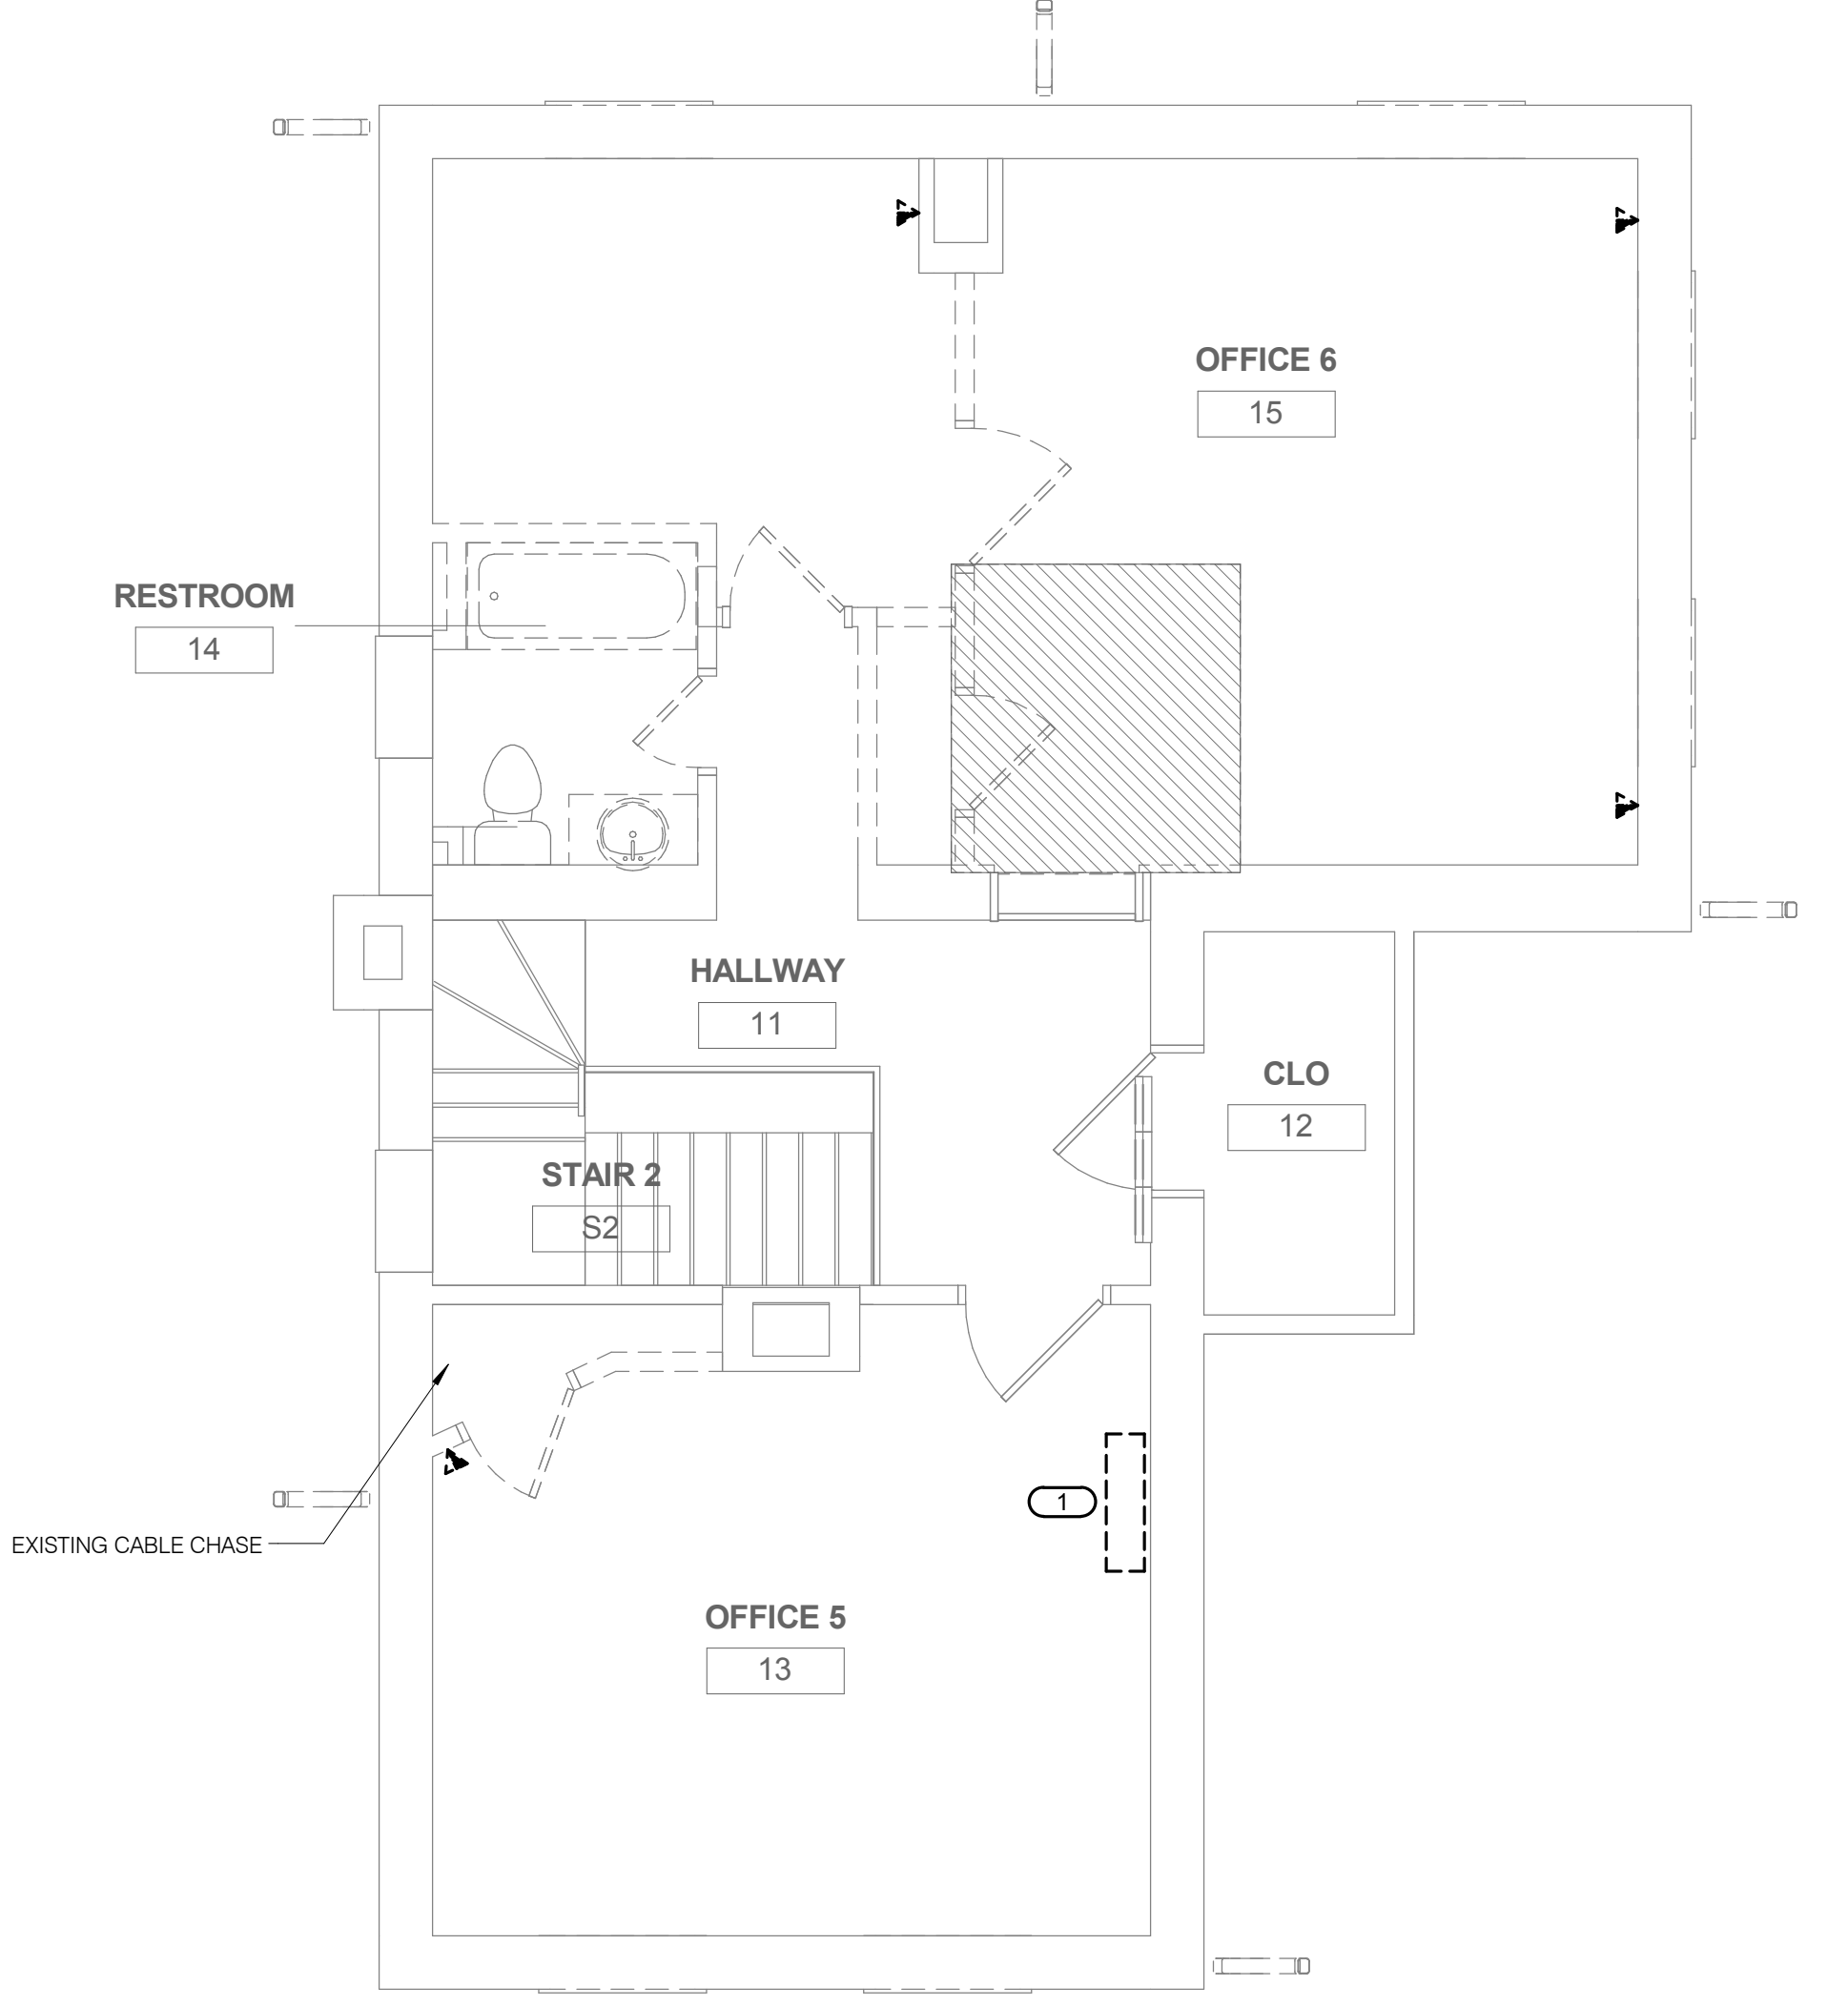 OFFICE 6
15
RESTROOM
14
HALLWAY
11
CLO
12
STAIR 2
S2
1
EXISTING CABLE CHASE
OFFICE 5
13